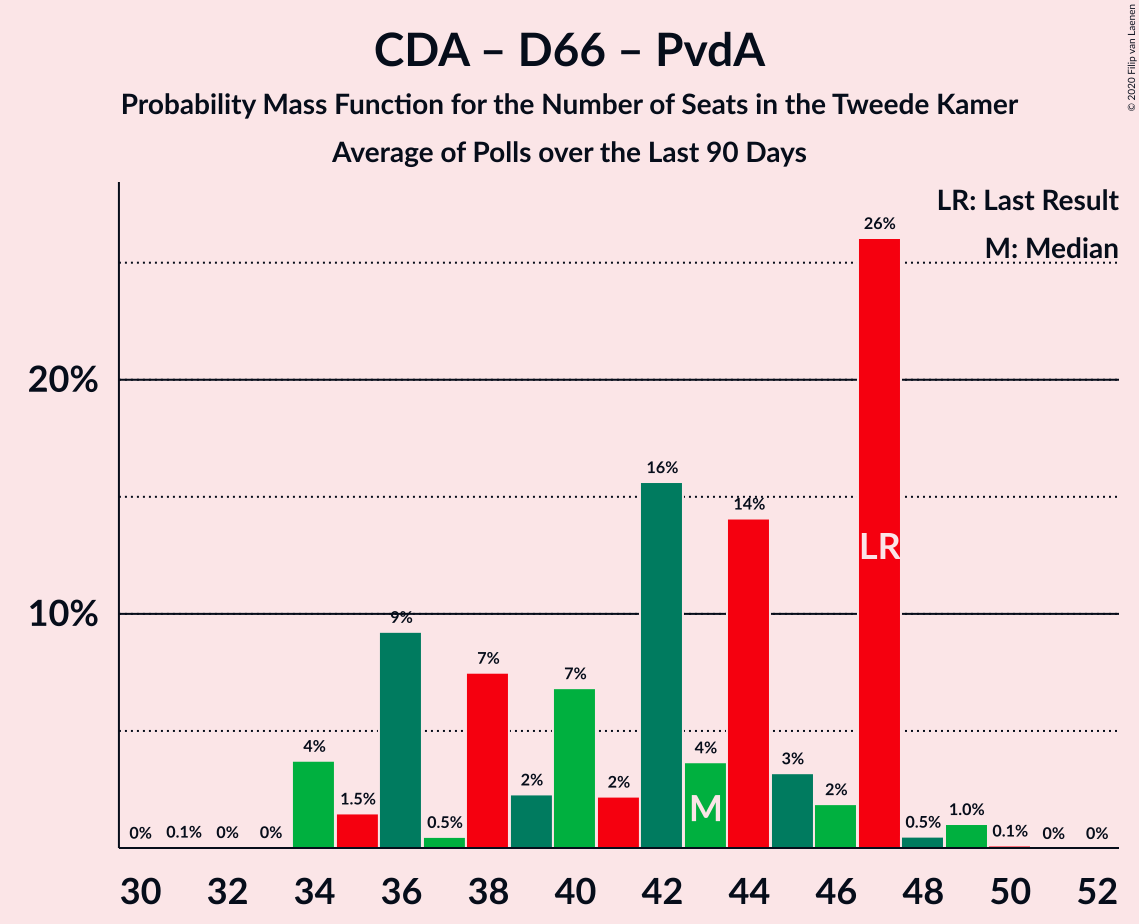 CDA – D66 – PvdA
Probability Mass Function for the Number of Seats in the Tweede Kamer
Average of Polls over the Last 90 Days
© 2020 Filip van Laenen
LR: Last Result
M: Median
20%
10%
0%
0.1%
0%
0%
4%
1.5%
9%
0.5%
7%
2%
7%
2%
16%
4%
14%
3%
2%
26%
0.5%
1.0%
0.1%
0%
0%
M
LR
30 32 34 36 38 40 42 44 46 48 50 52